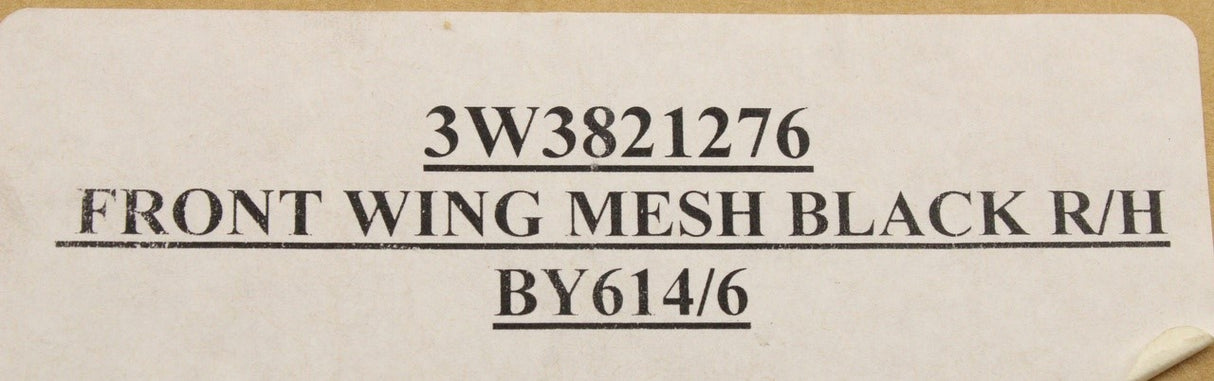 3W3821276
FRONT WING MESH BLACK R/H
BY614/6